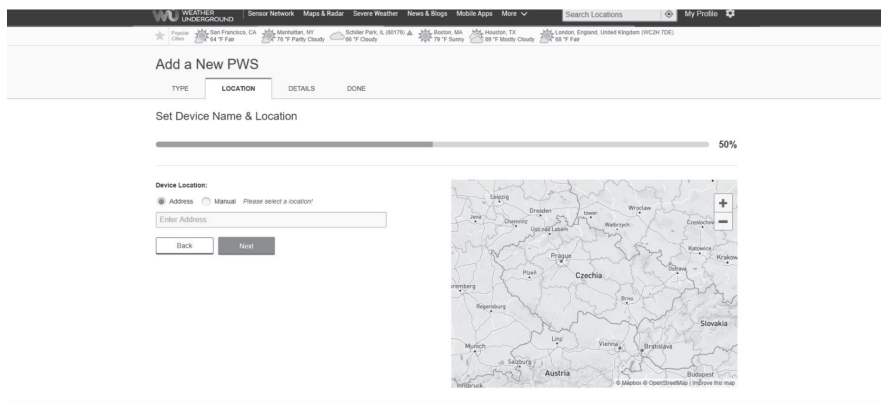 WEATHER UNDERGROUND
Sensor Network Maps & Radar Severe Weather News & Blogs Mobile Apps More Search Locations My Profile
Popular Cities
San Francisco, CA
64 °F Fair
Manhattan, NY
76 °F Partly Cloudy
Schiller Park, IL (60176)
66 °F Cloudy
Boston, MA
79 °F Sunny
Houston, TX
89 °F Mostly Cloudy
London, England, United Kingdom (WC2H 7DE)
68 °F Fair
Add a New PWS
TYPE LOCATION DETAILS DONE
Set Device Name & Location
50%
Device Location:
Address Manual Please select a location!
Enter Address
Back Next
Leipzig
Dresden
Wroclaw
Jena
Chemnitz
tower
Walbrzych
Częstochow
Ústí nad Labem
Katowice
Prague
Krakow
Plzeň
Czechia
Ostrava
uremberg
Brno
Regensburg
Slovakia
Linz
Vienna
Bratislava
Munich
Salzburg
Austria
Budapest
Innsbruck
© Mapbox © OpenStreetMap | Improve this map